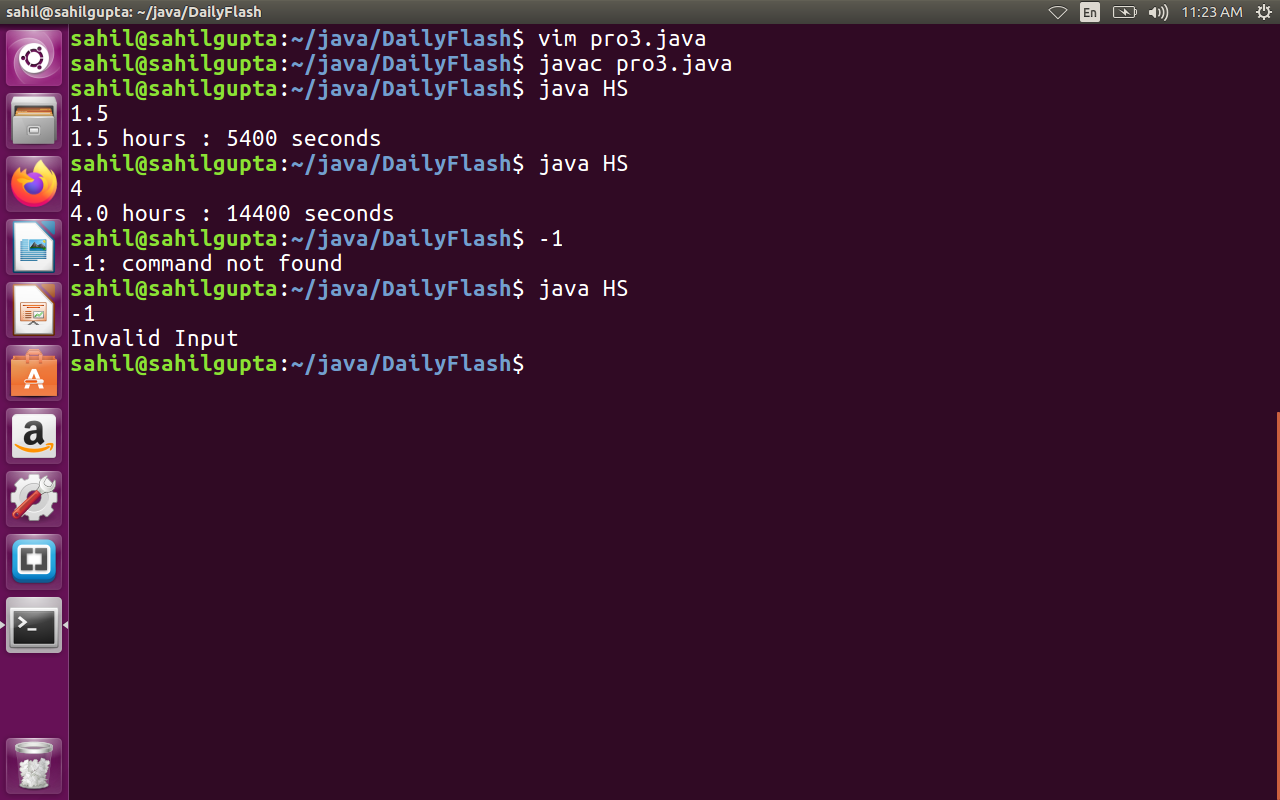 sahil@sahilgupta: ~/java/DailyFlash En 11:23 AM
sahil@sahilgupta:~/java/DailyFlash$ vim pro3.java
sahil@sahilgupta:~/java/DailyFlash$ javac pro3.java
sahil@sahilgupta:~/java/DailyFlash$ java HS
1.5
1.5 hours : 5400 seconds
sahil@sahilgupta:~/java/DailyFlash$ java HS
4
4.0 hours : 14400 seconds
sahil@sahilgupta:~/java/DailyFlash$ -1
-1: command not found
sahil@sahilgupta:~/java/DailyFlash$ java HS
-1
Invalid Input
sahil@sahilgupta:~/java/DailyFlash$